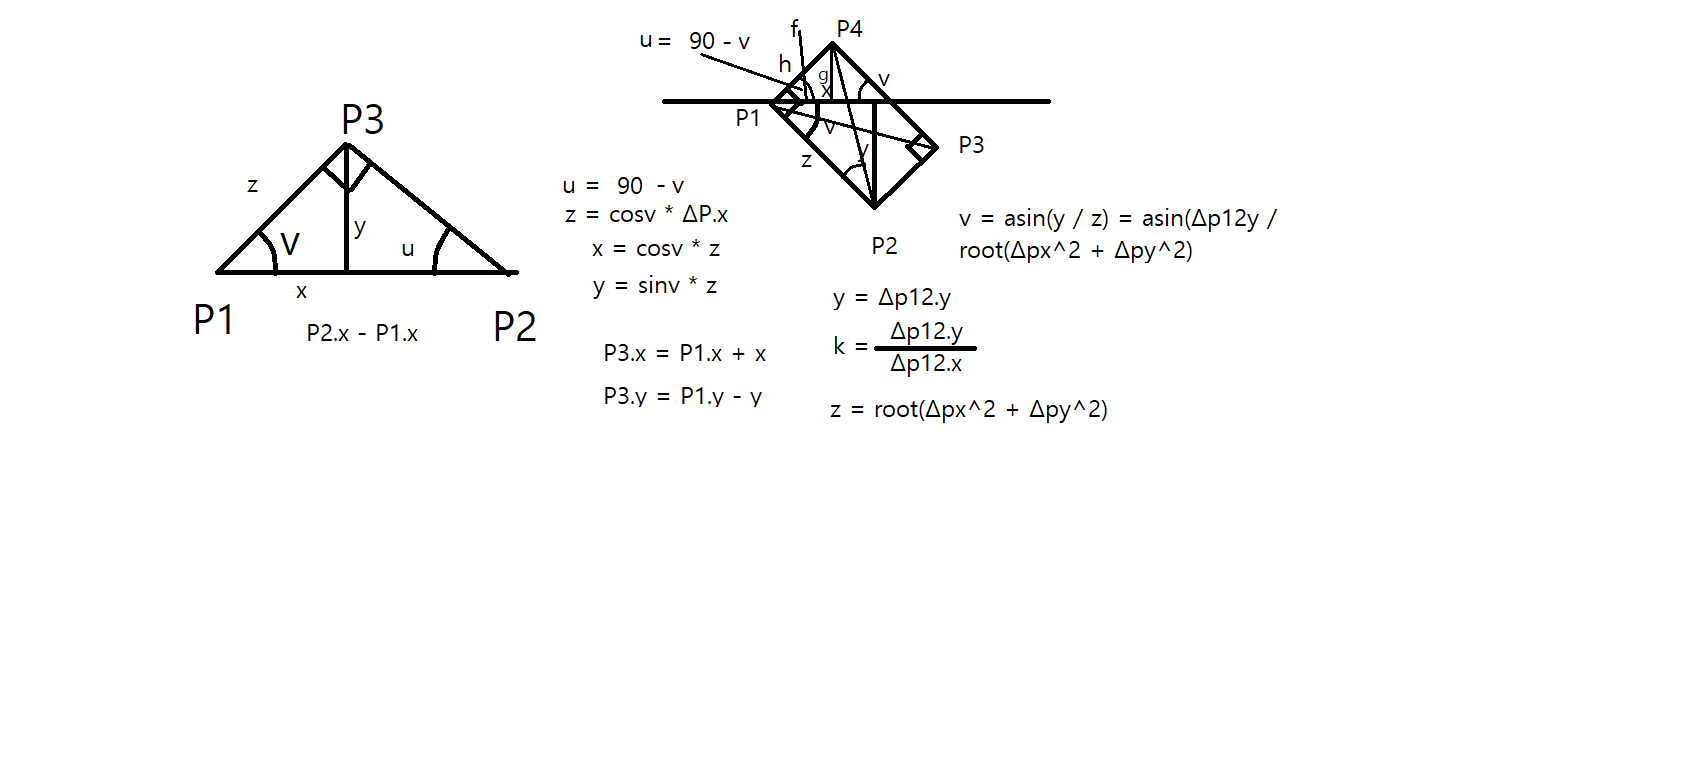 P3
z
V
y
u
x
P1
P2.x - P1.x
P2
u = 90 - v
f
P4
h
g
x
v
P1
v
z
y
P3
P2
u = 90 - v
z = cosv * ΔP.x
x = cosv * z
y = sinv * z
P3.x = P1.x + x
P3.y = P1.y - y
v = asin(y / z) = asin(Δp12y /
root(Δpx^2 + Δpy^2)
y = Δp12.y
k = Δp12.y
Δp12.x
z = root(Δpx^2 + Δpy^2)